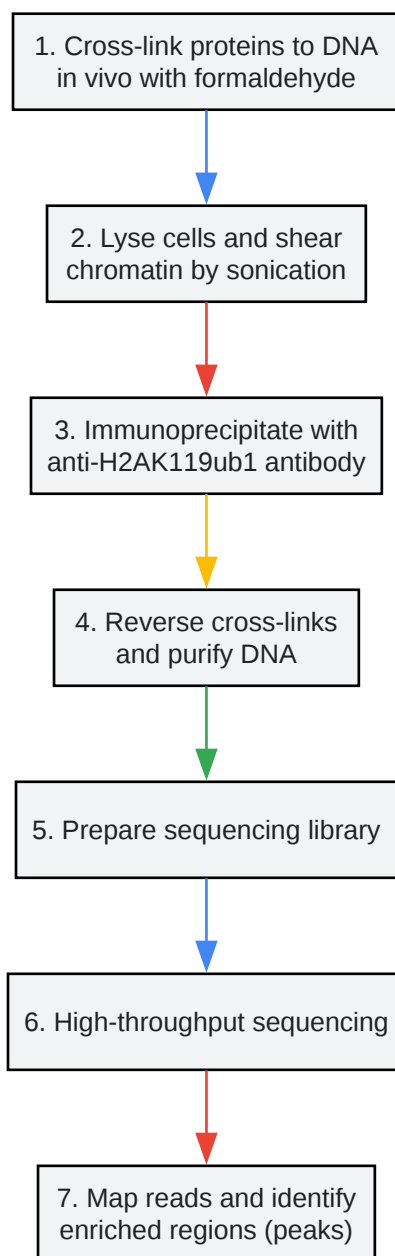 1. Cross-link proteins to DNA
in vivo with formaldehyde
2. Lyse cells and shear
chromatin by sonication
3. Immunoprecipitate with
anti-H2AK119ub1 antibody
4. Reverse cross-links
and purify DNA
5. Prepare sequencing library
6. High-throughput sequencing
7. Map reads and identify
enriched regions (peaks)